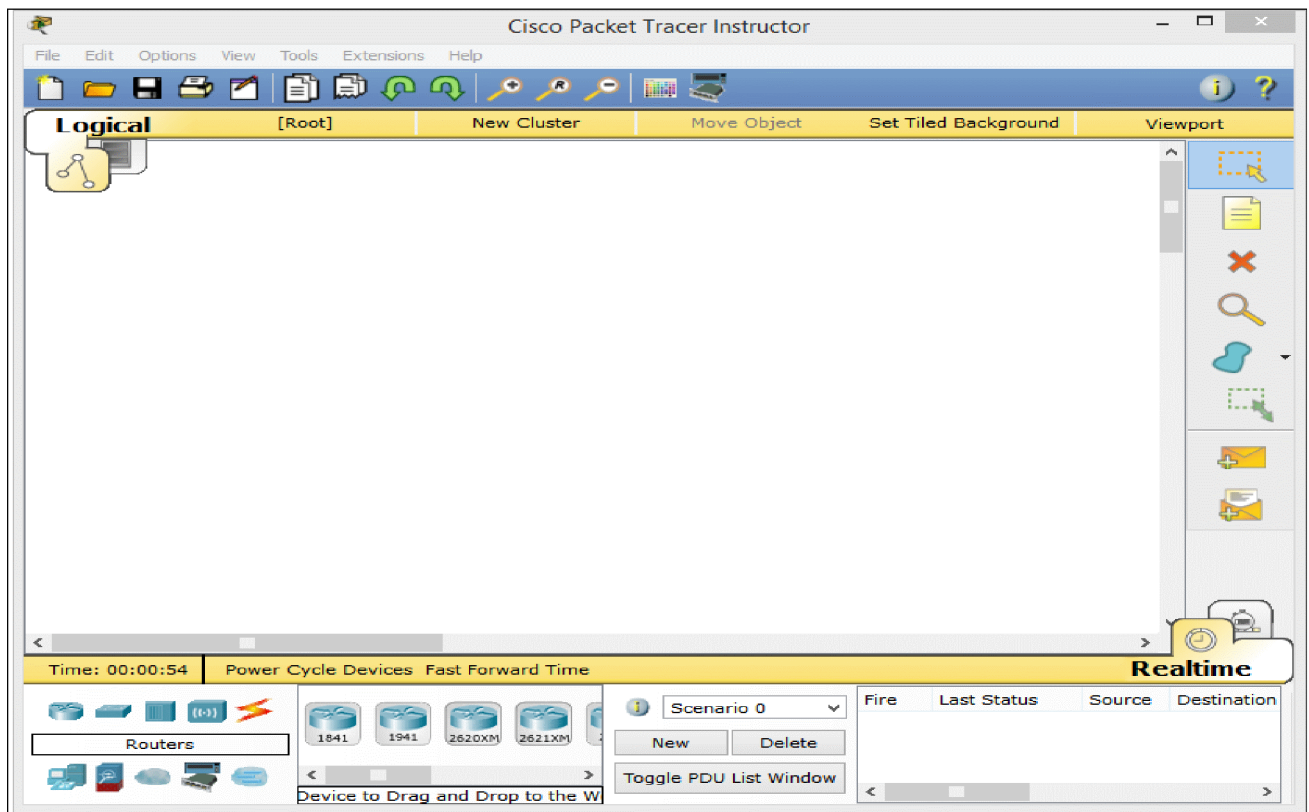 Cisco Packet Tracer Instructor
File Edit Options View Tools Extensions Help
Logical [Root] New Cluster Move Object Set Tiled Background Viewport
Time: 00:00:54 Power Cycle Devices Fast Forward Time Realtime
Routers
1841 1941 2620XM 2621XM
Device to Drag and Drop to the W
Scenario 0
New Delete
Toggle PDU List Window
Fire Last Status Source Destination